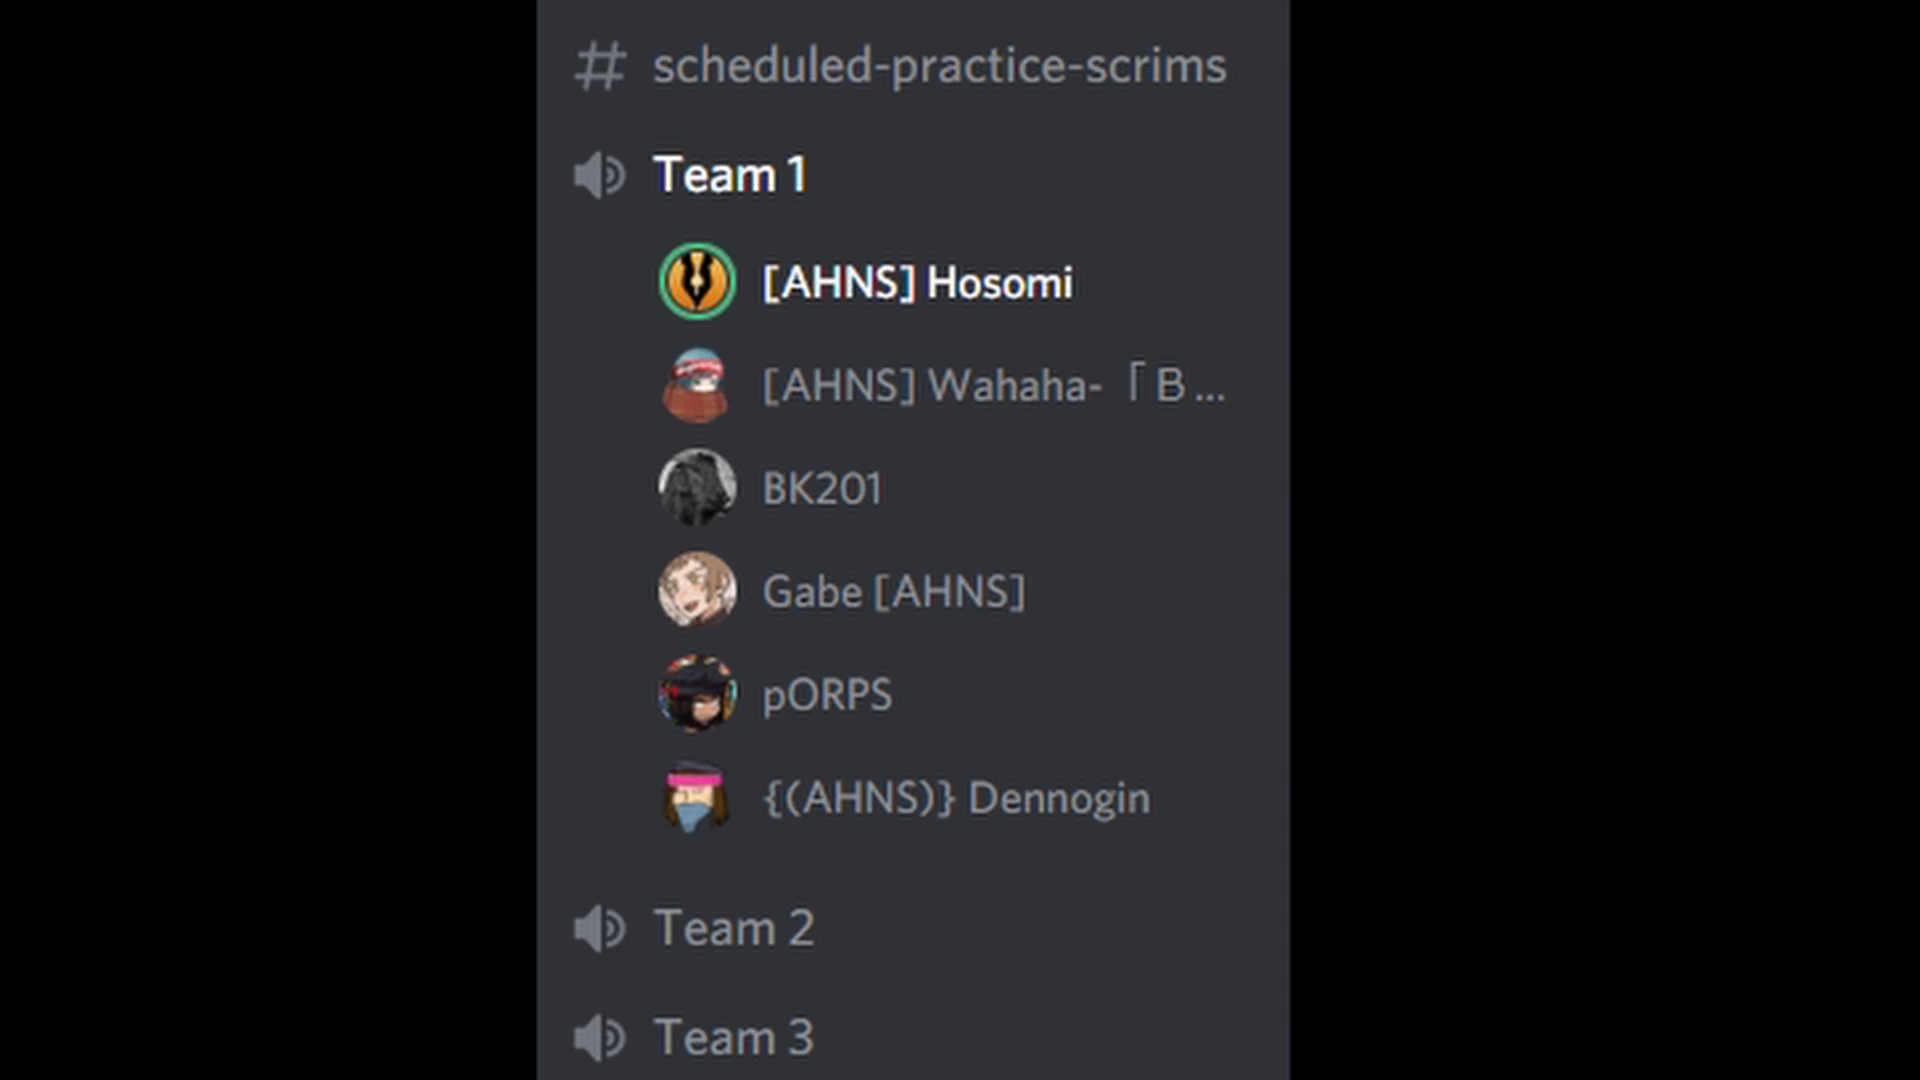 # scheduled-practice-scrims
Team 1
[AHNS] Hosomi
[AHNS] Wahaha-「B...
BK201
Gabe [AHNS]
pORPS
{(AHNS)} Dennogin
Team 2
Team 3